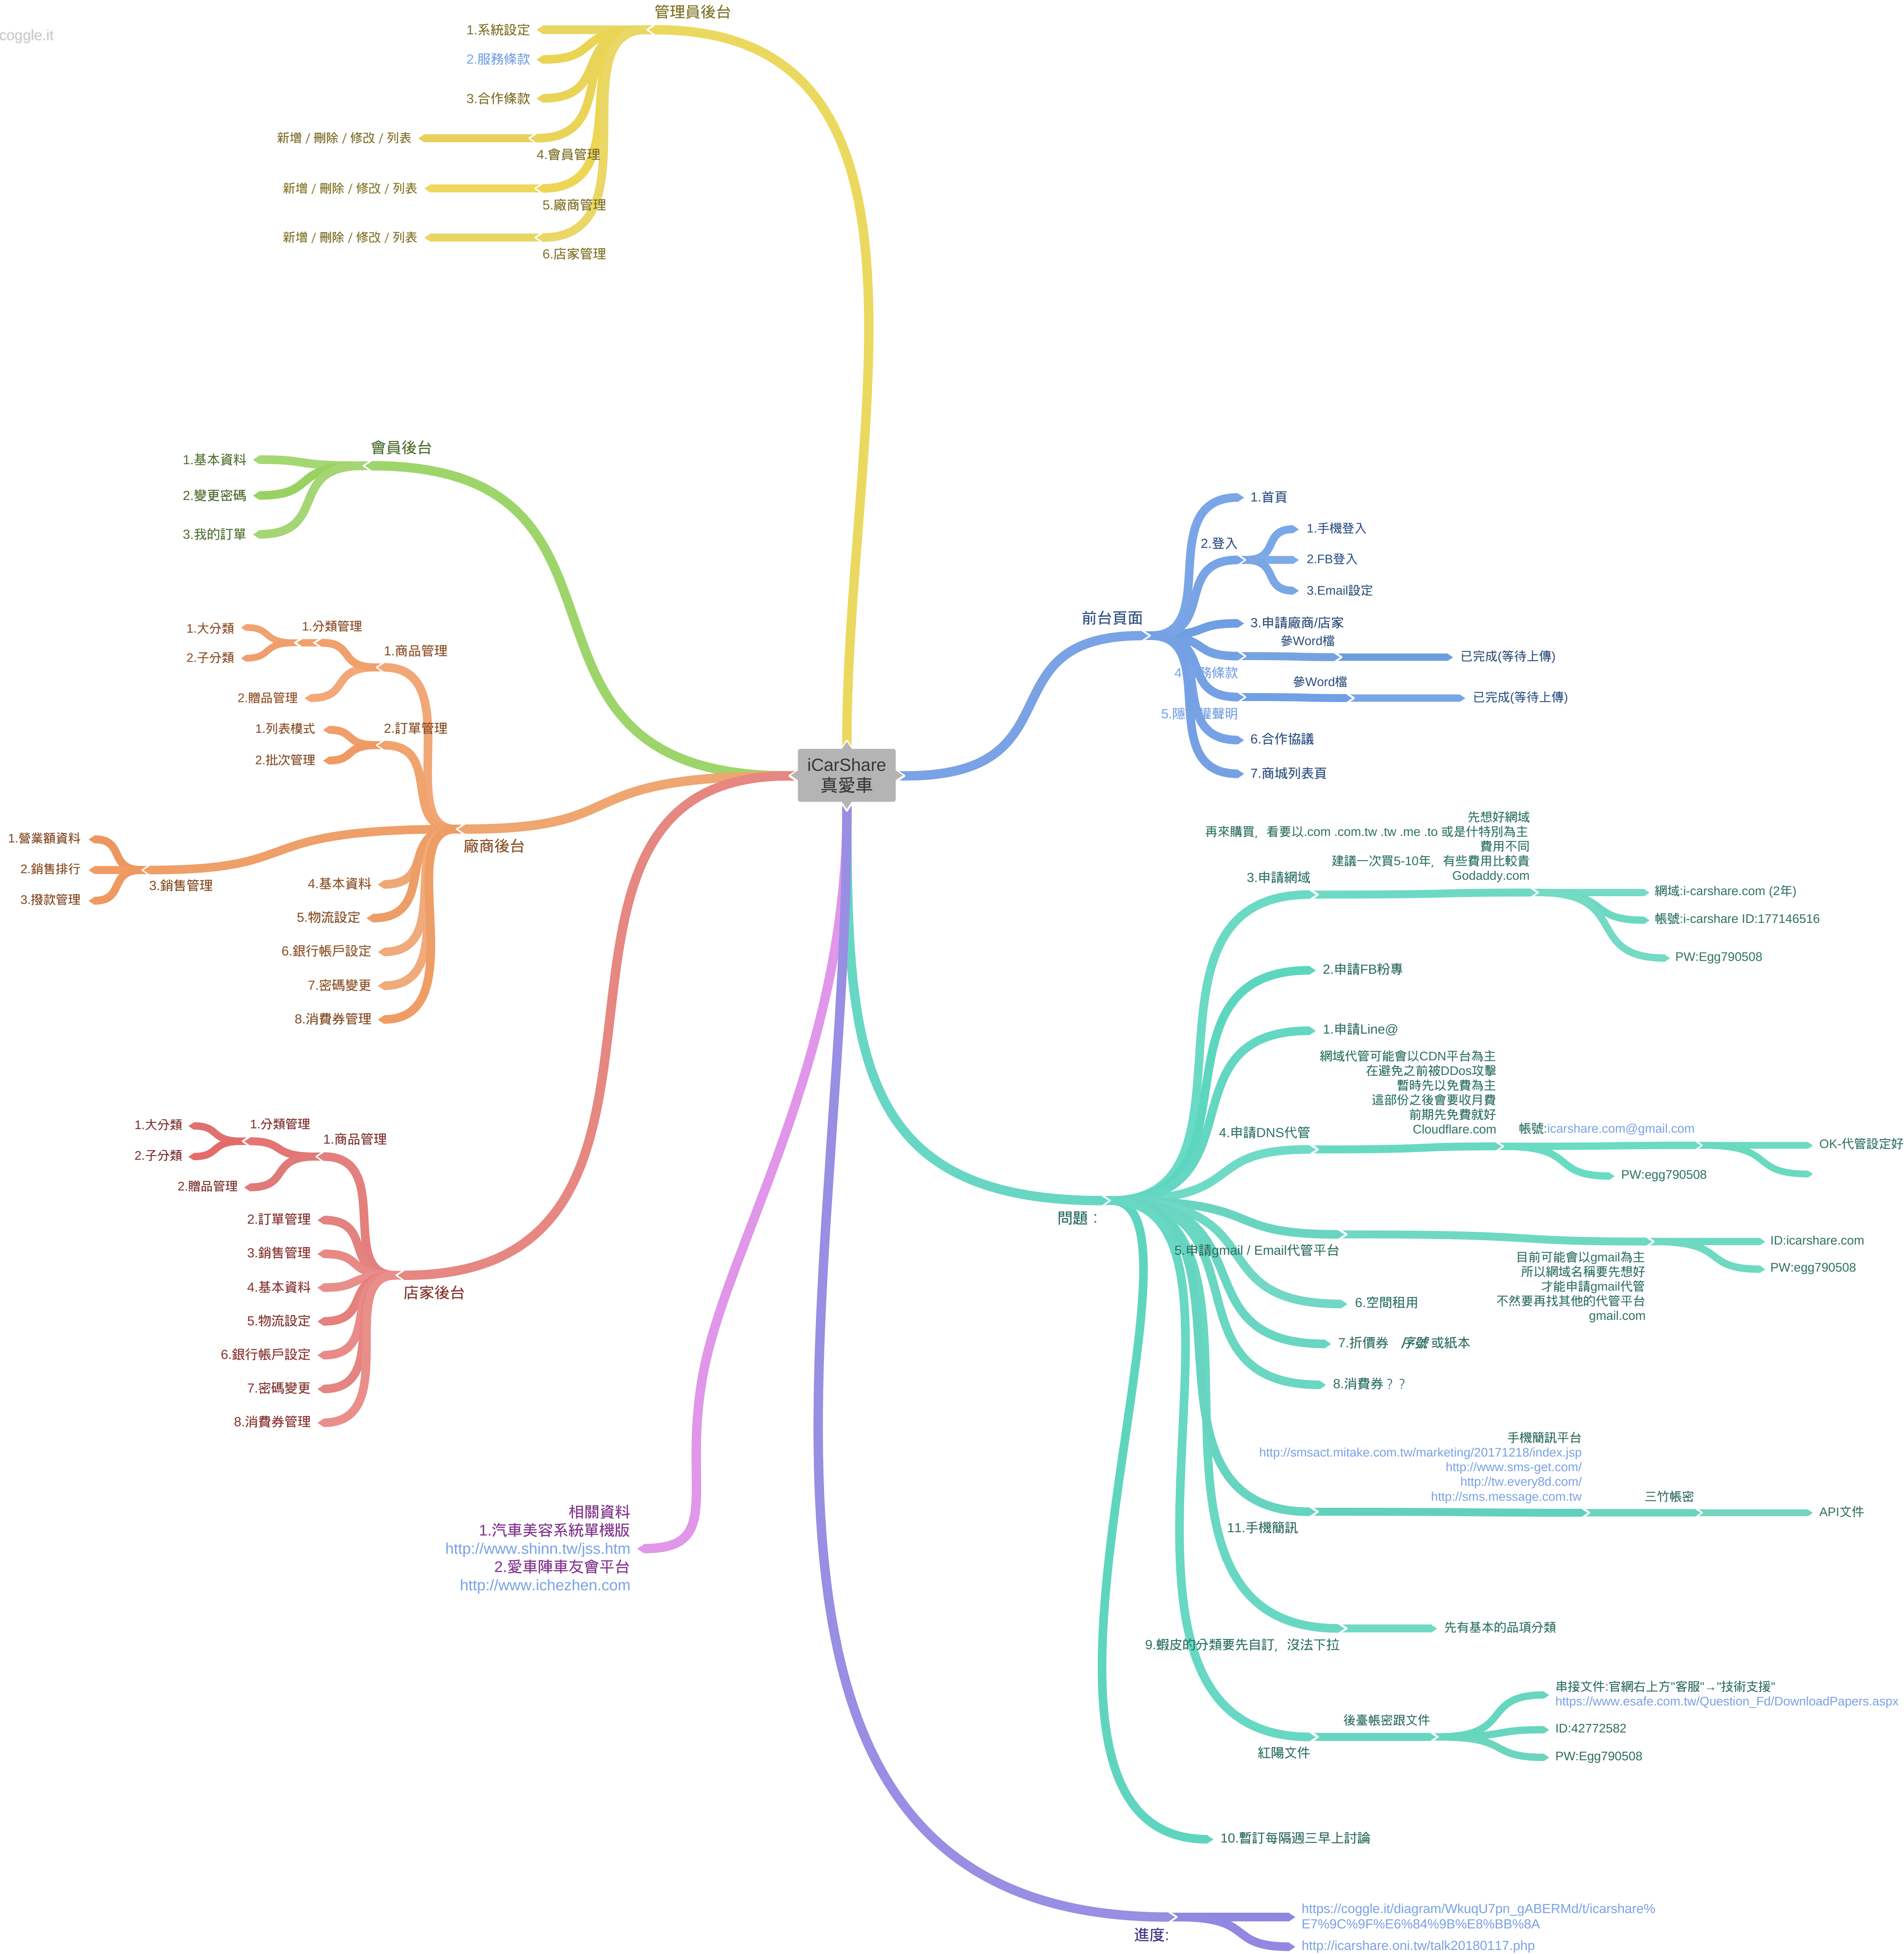 coggle.it
管理員後台
1.系統設定
2.服務條款
3.合作條款
新增 / 刪除 / 修改 / 列表
4.會員管理
新增 / 刪除 / 修改 / 列表
5.廠商管理
新增 / 刪除 / 修改 / 列表
6.店家管理
會員後台
1.基本資料
2.變更密碼
3.我的訂單
1.大分類
2.子分類
1.分類管理
1.商品管理
2.贈品管理
1.列表模式
2.訂單管理
2.批次管理
1.營業額資料
2.銷售排行
3.撥款管理
3.銷售管理
廠商後台
4.基本資料
5.物流設定
6.銀行帳戶設定
7.密碼變更
8.消費券管理
iCarShare
真愛車
1.大分類
2.子分類
1.分類管理
1.商品管理
2.贈品管理
2.訂單管理
3.銷售管理
4.基本資料
店家後台
5.物流設定
6.銀行帳戶設定
7.密碼變更
8.消費券管理
相關資料
1.汽車美容系統單機版
http://www.shinn.tw/jss.htm
2.愛車陣車友會平台
http://www.ichezhen.com
前台頁面
1.首頁
2.登入
1.手機登入
2.FB登入
3.Email設定
3.申請廠商/店家
參Word檔
已完成(等待上傳)
4.服務條款
參Word檔
已完成(等待上傳)
5.隱私權聲明
6.合作協議
7.商城列表頁
先想好網域
再來購買，看要以.com .com.tw .tw .me .to 或是什特別為主
費用不同
建議一次買5-10年，有些費用比較貴
Godaddy.com
3.申請網域
網域:i-carshare.com (2年)
帳號:i-carshare ID:177146516
PW:Egg790508
2.申請FB粉專
1.申請Line@
網域代管可能會以CDN平台為主
在避免之前被DDos攻擊
暫時先以免費為主
這部份之後會要收月費
前期先免費就好
Cloudflare.com
4.申請DNS代管
帳號:icarshare.com@gmail.com
OK-代管設定好
PW:egg790508
問題：
5.申請gmail / Email代管平台
目前可能會以gmail為主
所以網域名稱要先想好
才能申請gmail代管
不然要再找其他的代管平台
gmail.com
ID:icarshare.com
PW:egg790508
6.空間租用
7.折價券　序號 或紙本
8.消費券？？
手機簡訊平台
http://smsact.mitake.com.tw/marketing/20171218/index.jsp
http://www.sms-get.com/
http://tw.every8d.com/
http://sms.message.com.tw
11.手機簡訊
三竹帳密
API文件
9.蝦皮的分類要先自訂，沒法下拉
先有基本的品項分類
後臺帳密跟文件
紅陽文件
串接文件:官網右上方"客服"→"技術支援"
https://www.esafe.com.tw/Question_Fd/DownloadPapers.aspx
ID:42772582
PW:Egg790508
10.暫訂每隔週三早上討論
進度:
https://coggle.it/diagram/WkuqU7pn_gABERMd/t/icarshare%
E7%9C%9F%E6%84%9B%E8%BB%8A
http://icarshare.oni.tw/talk20180117.php